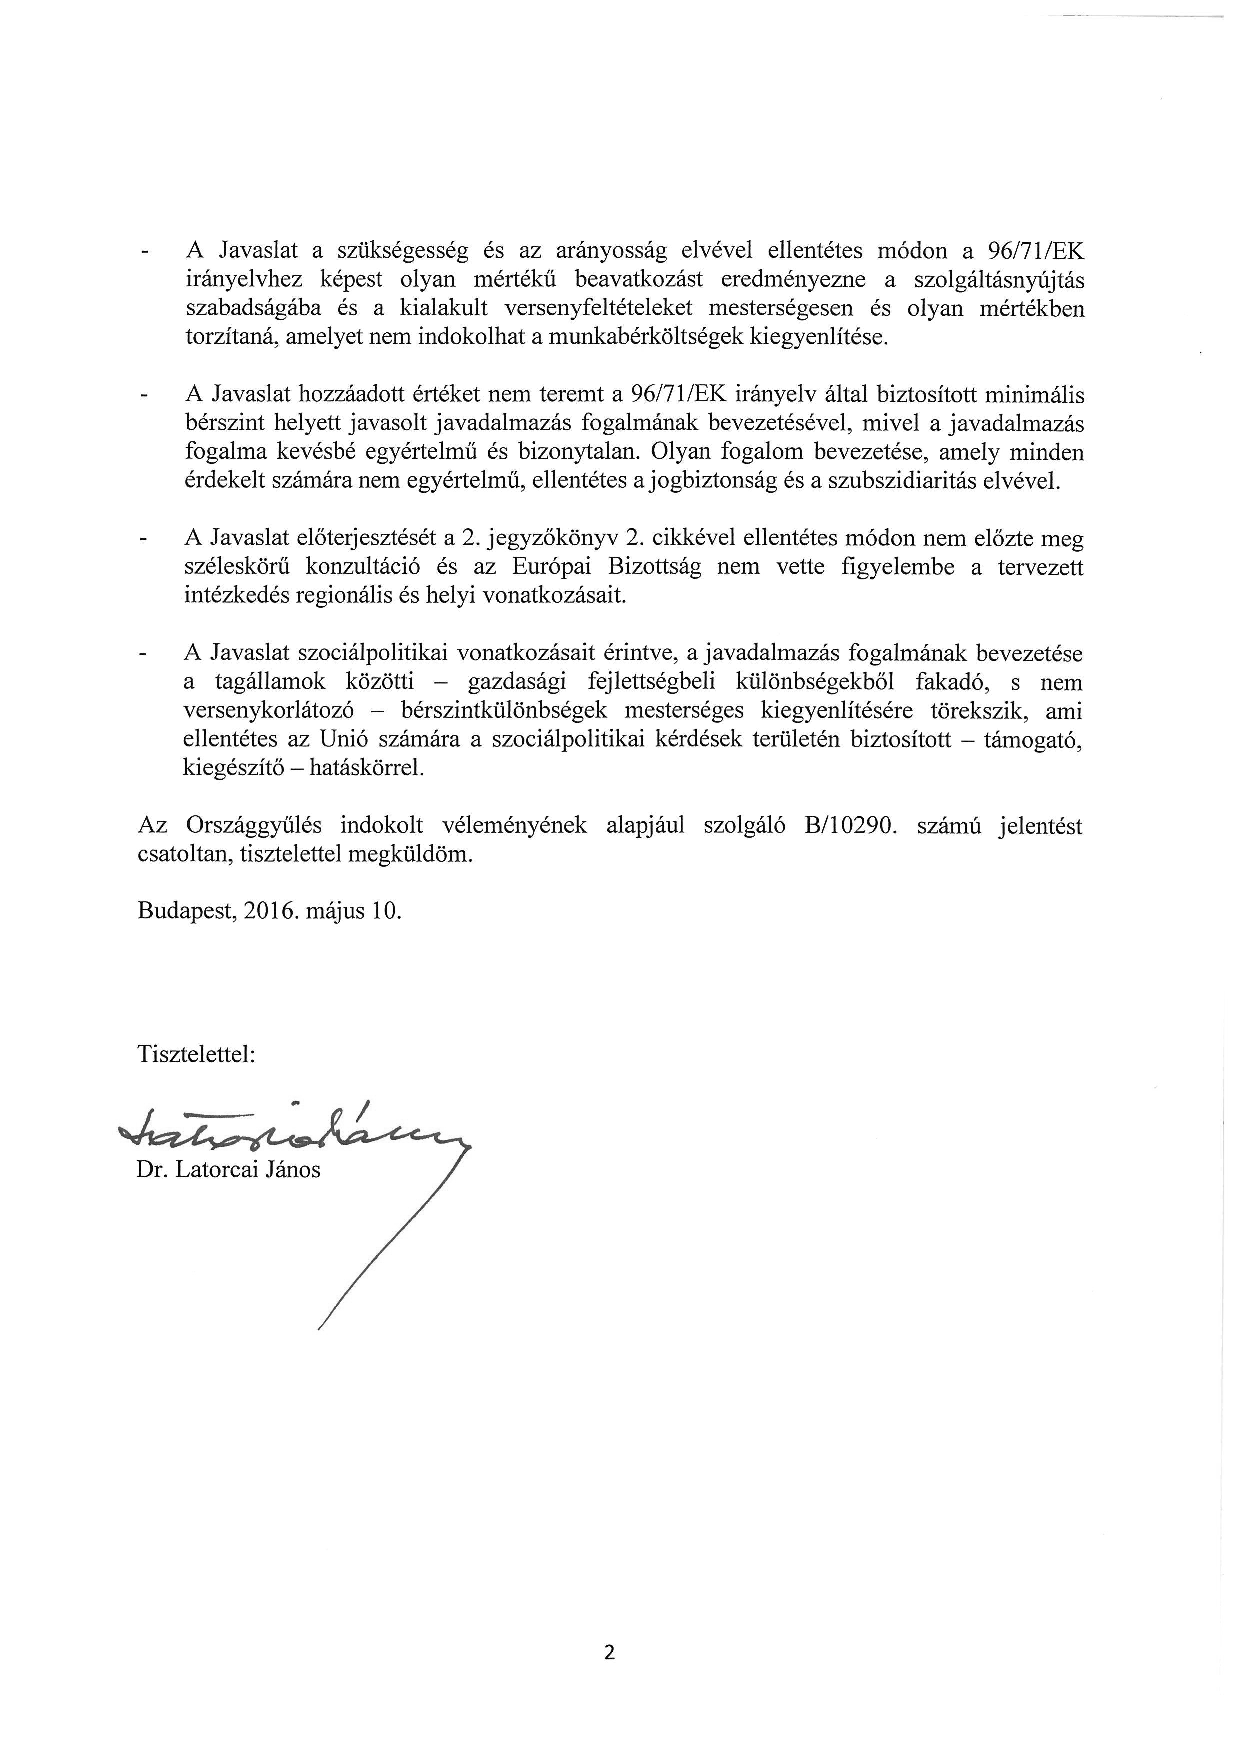 - A Javaslat a szükségesség és az arányosság elvével ellentétes módon a 96/71/EK
irányelvhez képest olyan mértékű beavatkozást eredményezne a szolgáltásnyújtás
szabadságába és a kialakult versenyfeltételeket mesterségesen és olyan mértékben
torzítaná, amelyet nem indokolhat a munkabérköltségek kiegyenlítése.
- A Javaslat hozzáadott értéket nem teremt a 96/71/EK irányelv által biztosított minimális
bérszint helyett javasolt javadalmazás fogalmának bevezetésével, mivel a javadalmazás
fogalma kevésbé egyértelmű és bizonytalan. Olyan fogalom bevezetése, amely minden
érdekelt számára nem egyértelmű, ellentétes a jogbiztonság és a szubszidiaritás elvével.
- A Javaslat előterjesztését a 2. jegyzőkönyv 2. cikkével ellentétes módon nem előzte meg
széleskörű konzultáció és az Európai Bizottság nem vette figyelembe a tervezett
intézkedés regionális és helyi vonatkozásait.
- A Javaslat szociálpolitikai vonatkozásait érintve, a javadalmazás fogalmának bevezetése
a tagállamok közötti – gazdasági fejlettségbeli különbségekből fakadó, s nem
versenykorlátozó – bérszintkülönbségek mesterséges kiegyenlítésére törekszik, ami
ellentétes az Unió számára a szociálpolitikai kérdések területén biztosított – támogató,
kiegészítő – hatáskörrel.
Az Országgyűlés indokolt véleményének alapjául szolgáló B/10290. számú jelentést
csatoltan, tisztelettel megküldöm.
Budapest, 2016. május 10.
Tisztelettel:
Dr. Latorcai János
2